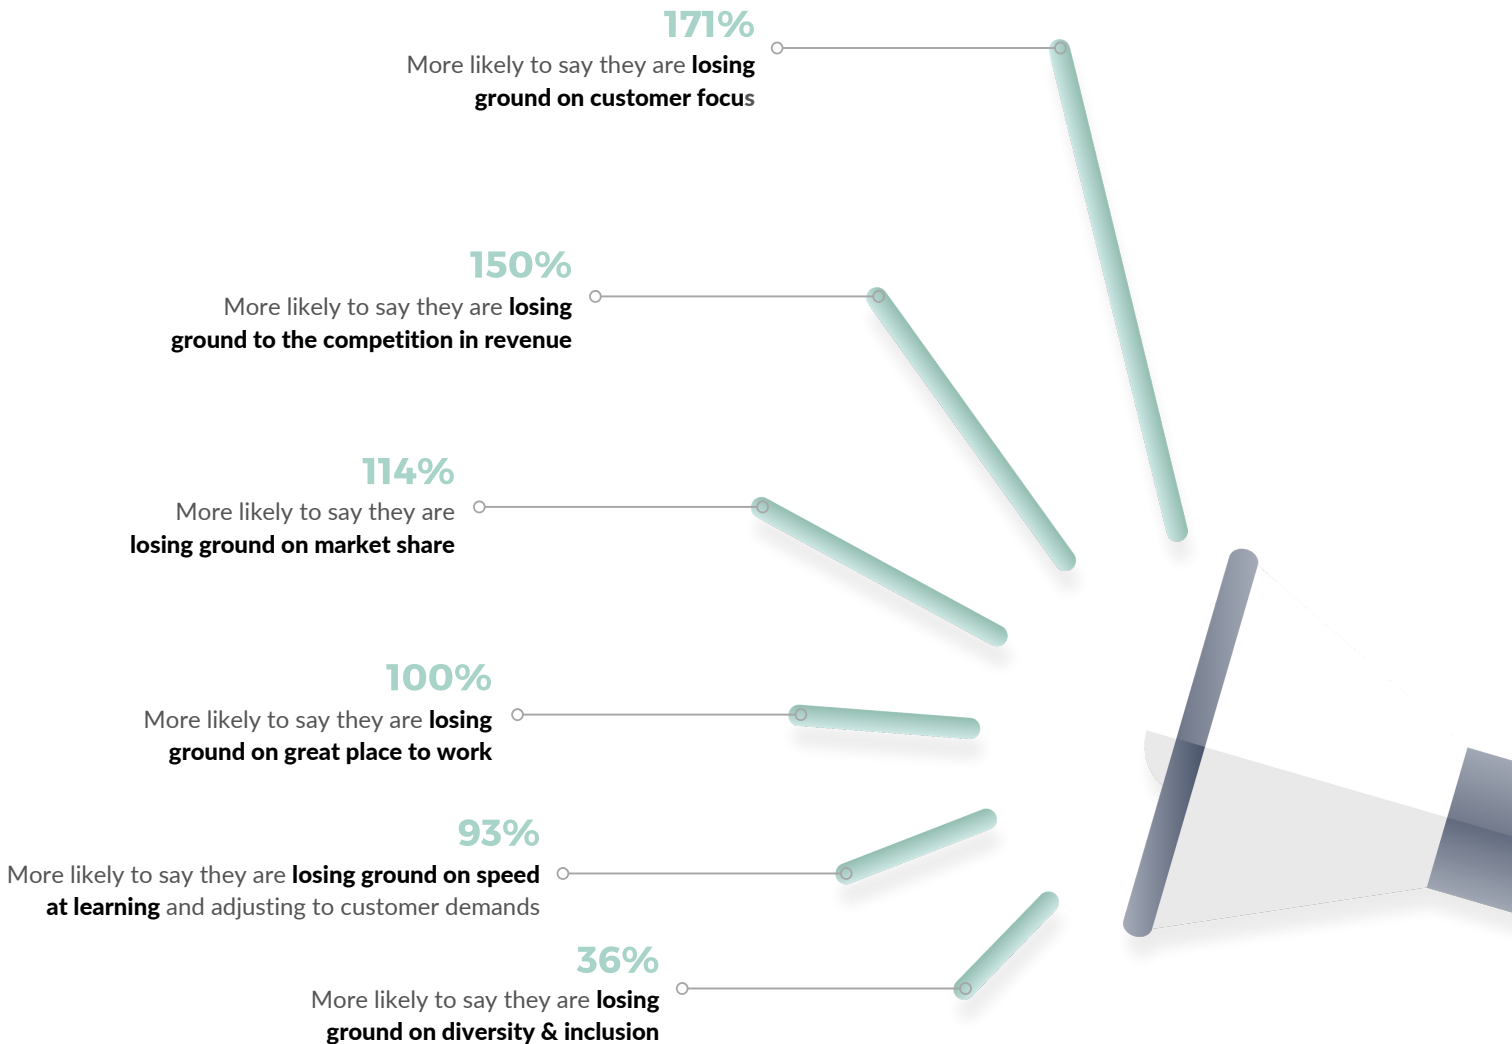 171%
More likely to say they are losing
ground on customer focus
150%
More likely to say they are losing
ground to the competition in revenue
114%
More likely to say they are
losing ground on market share
100%
More likely to say they are losing
ground on great place to work
93%
More likely to say they are losing ground on speed
at learning and adjusting to customer demands
36%
More likely to say they are losing
ground on diversity & inclusion